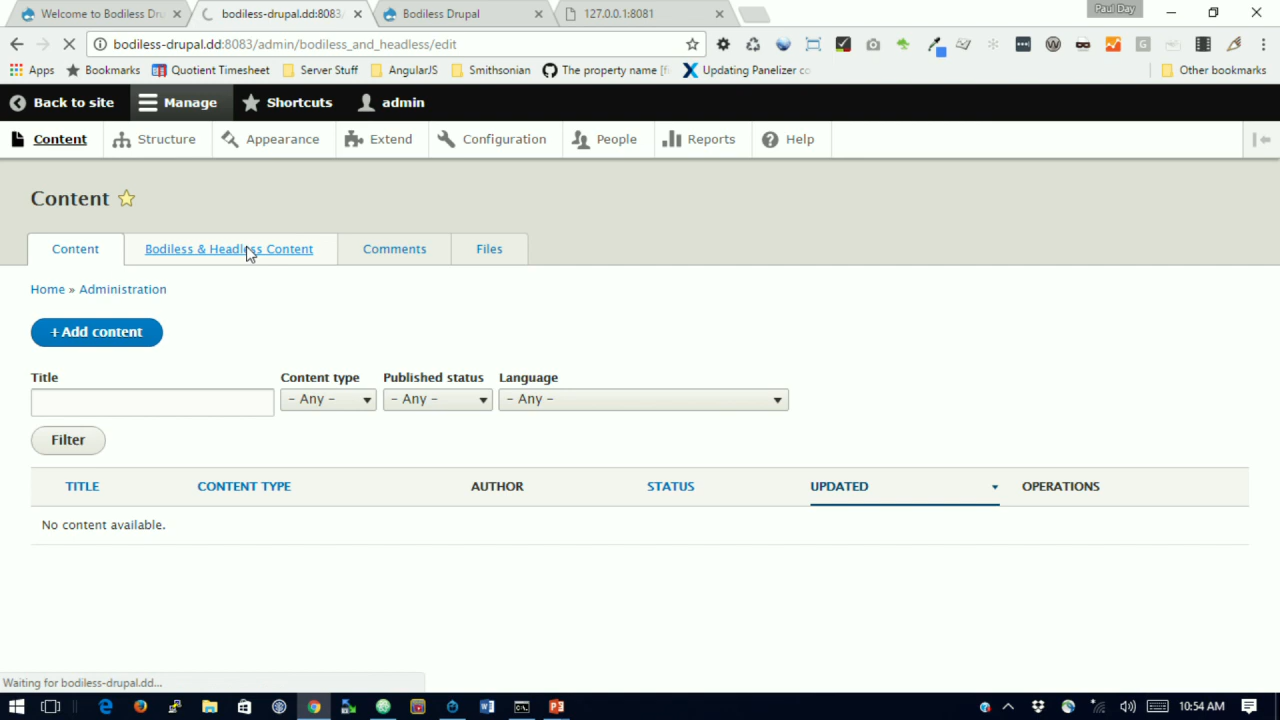 Welcome to Bodiless Dru
bodiless-drupal.dd:8083/
Bodiless Drupal
127.0.0.1:8081
Paul Day
bodiless-drupal.dd:8083/admin/bodiless_and_headless/edit
Apps
Bookmarks
Quotient Timesheet
Server Stuff
AngularJS
Smithsonian
The property name [f
Updating Panelizer co
Other bookmarks
Back to site
Manage
Shortcuts
admin
Content
Structure
Appearance
Extend
Configuration
People
Reports
Help
Content
Content
Bodiless & Headless Content
Comments
Files
Home » Administration
+ Add content
Title
Content type
Published status
Language
- Any -
- Any -
- Any -
Filter
TITLE
CONTENT TYPE
AUTHOR
STATUS
UPDATED
OPERATIONS
No content available.
Waiting for bodiless-drupal.dd...
10:54 AM